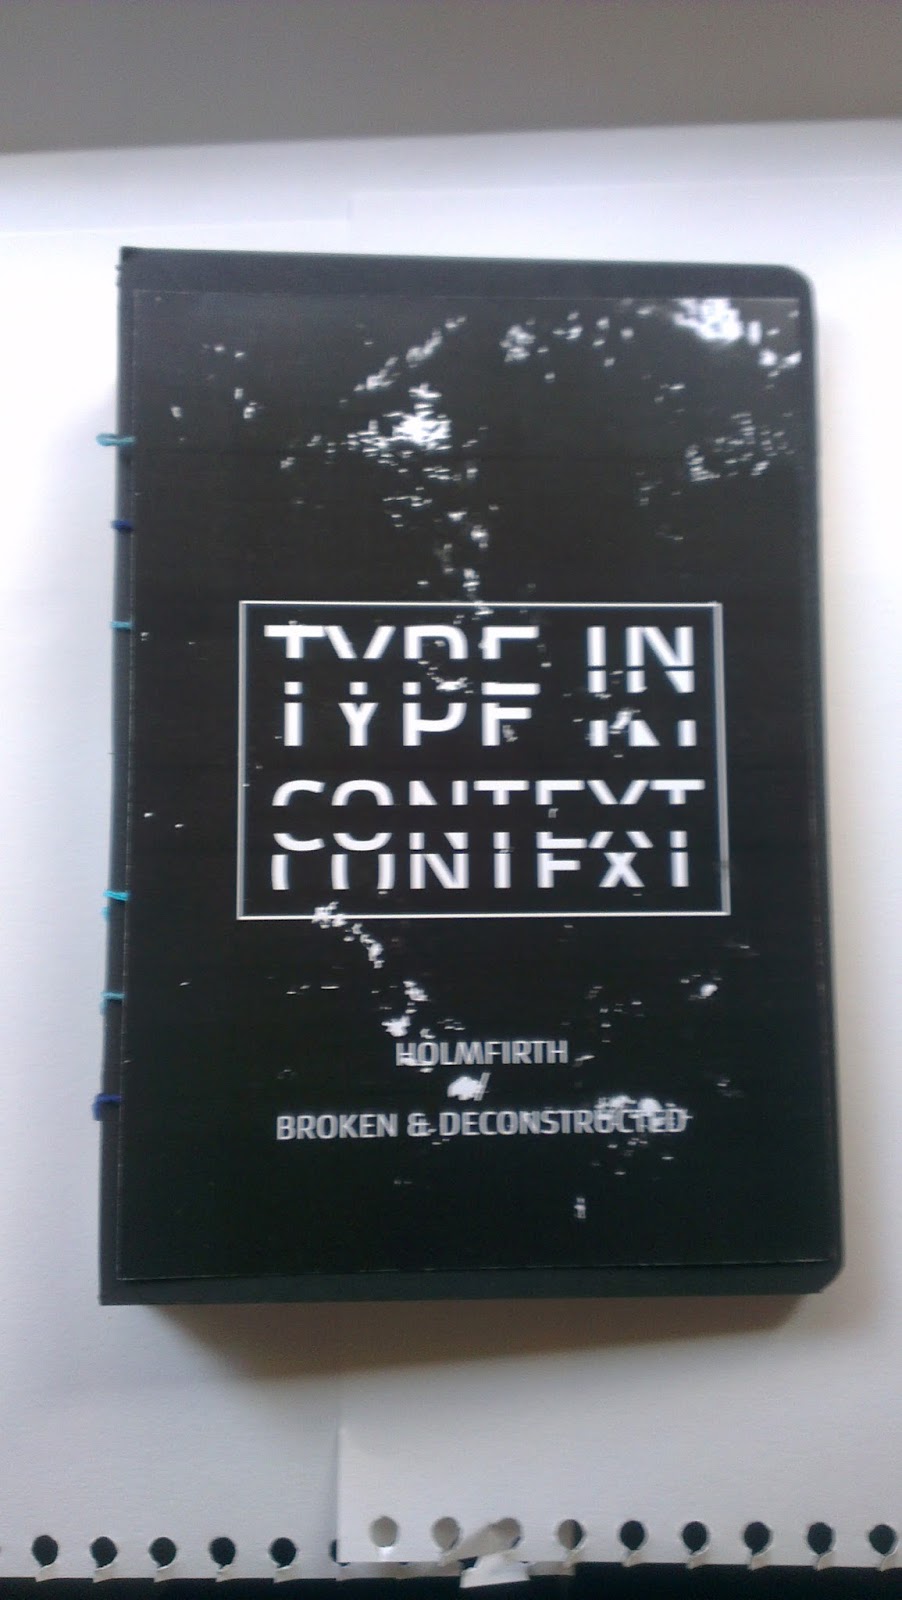 TYPE IN
CONTEXT
HOLMFIRTH
/
BROKEN & DECONSTRUCTED